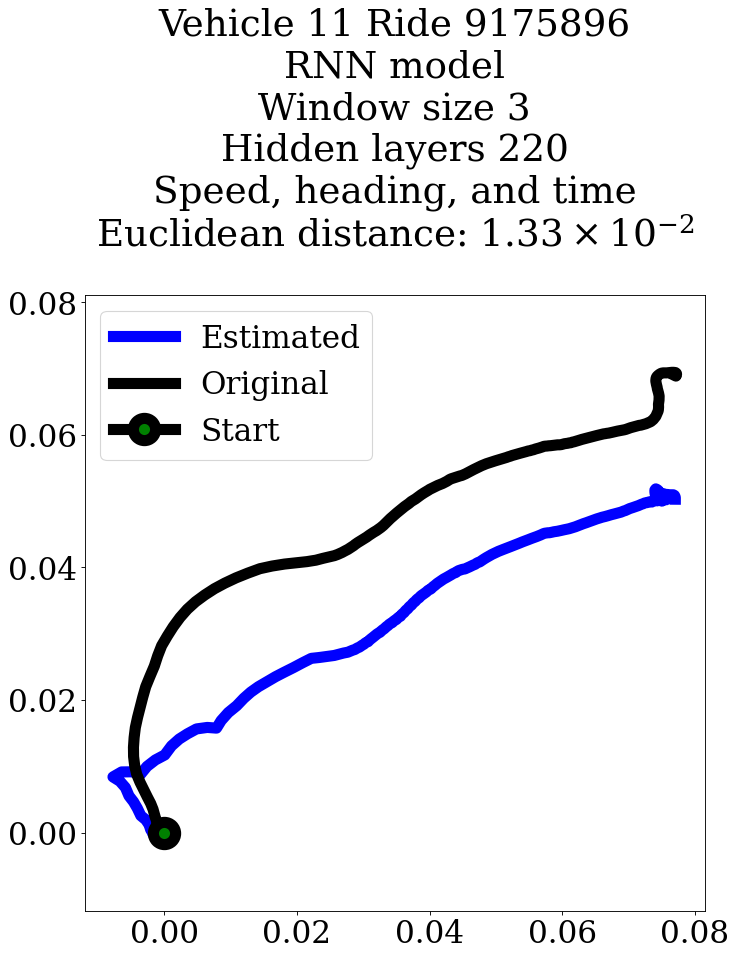 Vehicle 11 Ride 9175896
RNN model
Window size 3
Hidden layers 220
Speed, heading, and time
Euclidean distance: 1.33 × 10⁻²
0.08
0.06
0.04
0.02
0.00
Estimated
Original
Start
0.00 0.02 0.04 0.06 0.08